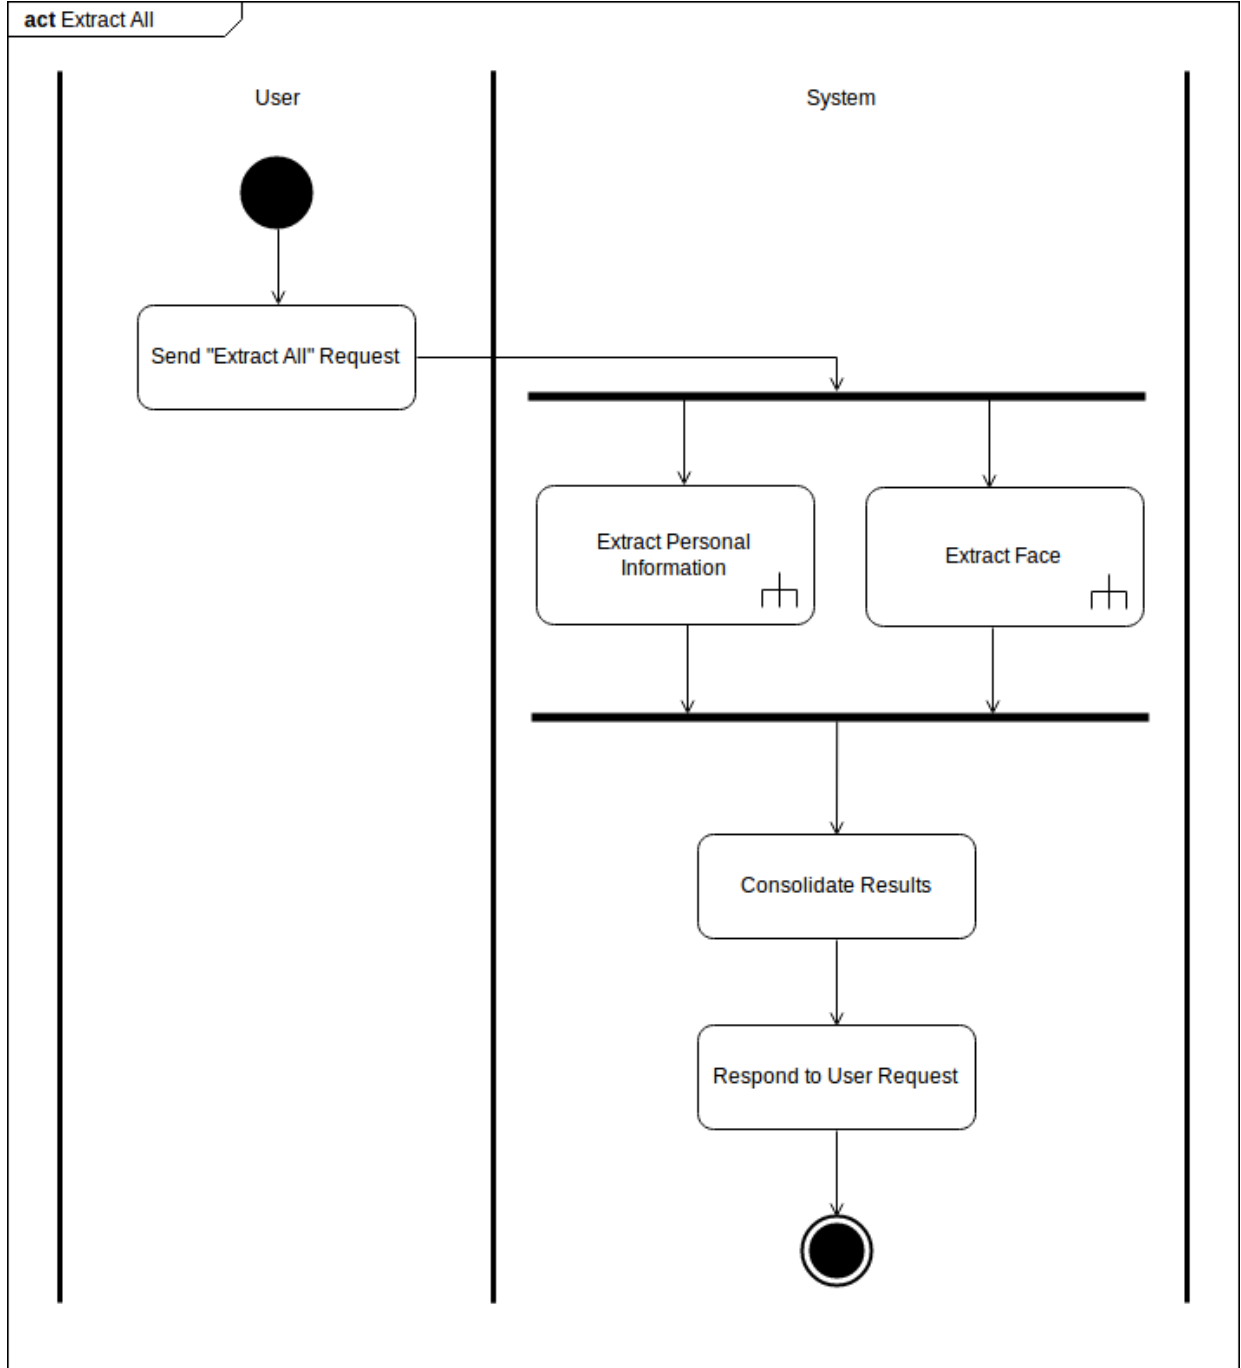 act Extract All
User
System
Send "Extract All" Request
Extract Personal
Information
Extract Face
Consolidate Results
Respond to User Request